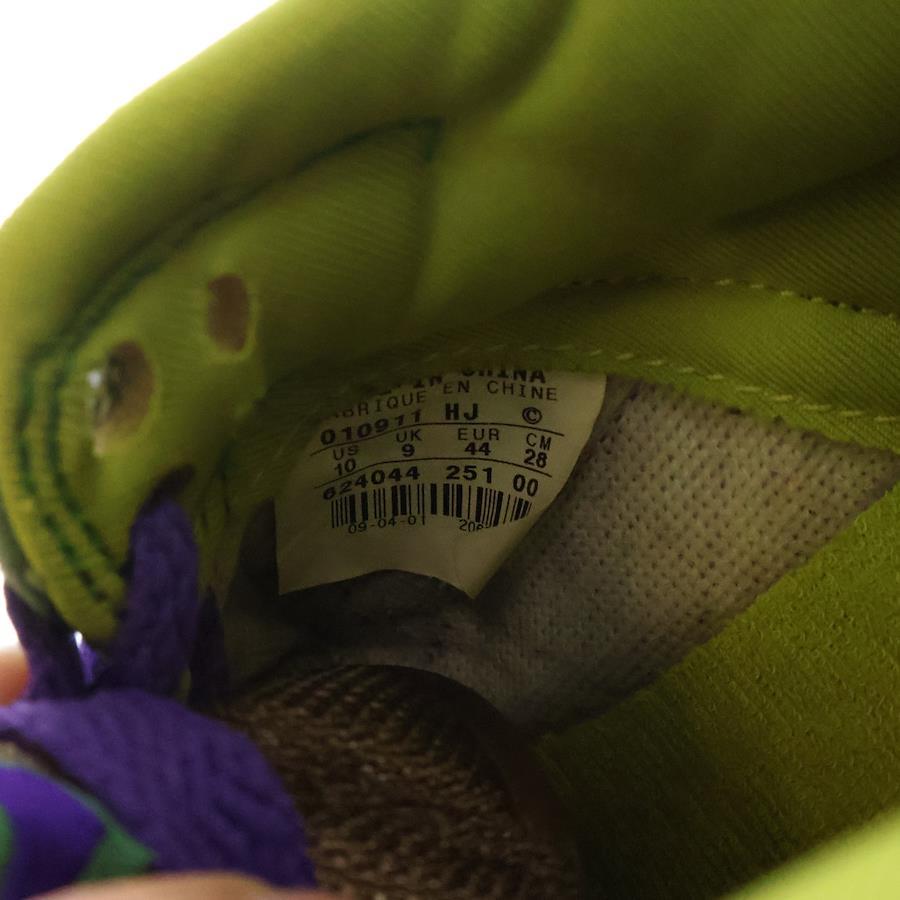 IN CHINA
FABRIQUE EN CHINE
010911 HJ ©
US UK EUR CM
10 9 44 28
624044 251 00
09-04-01